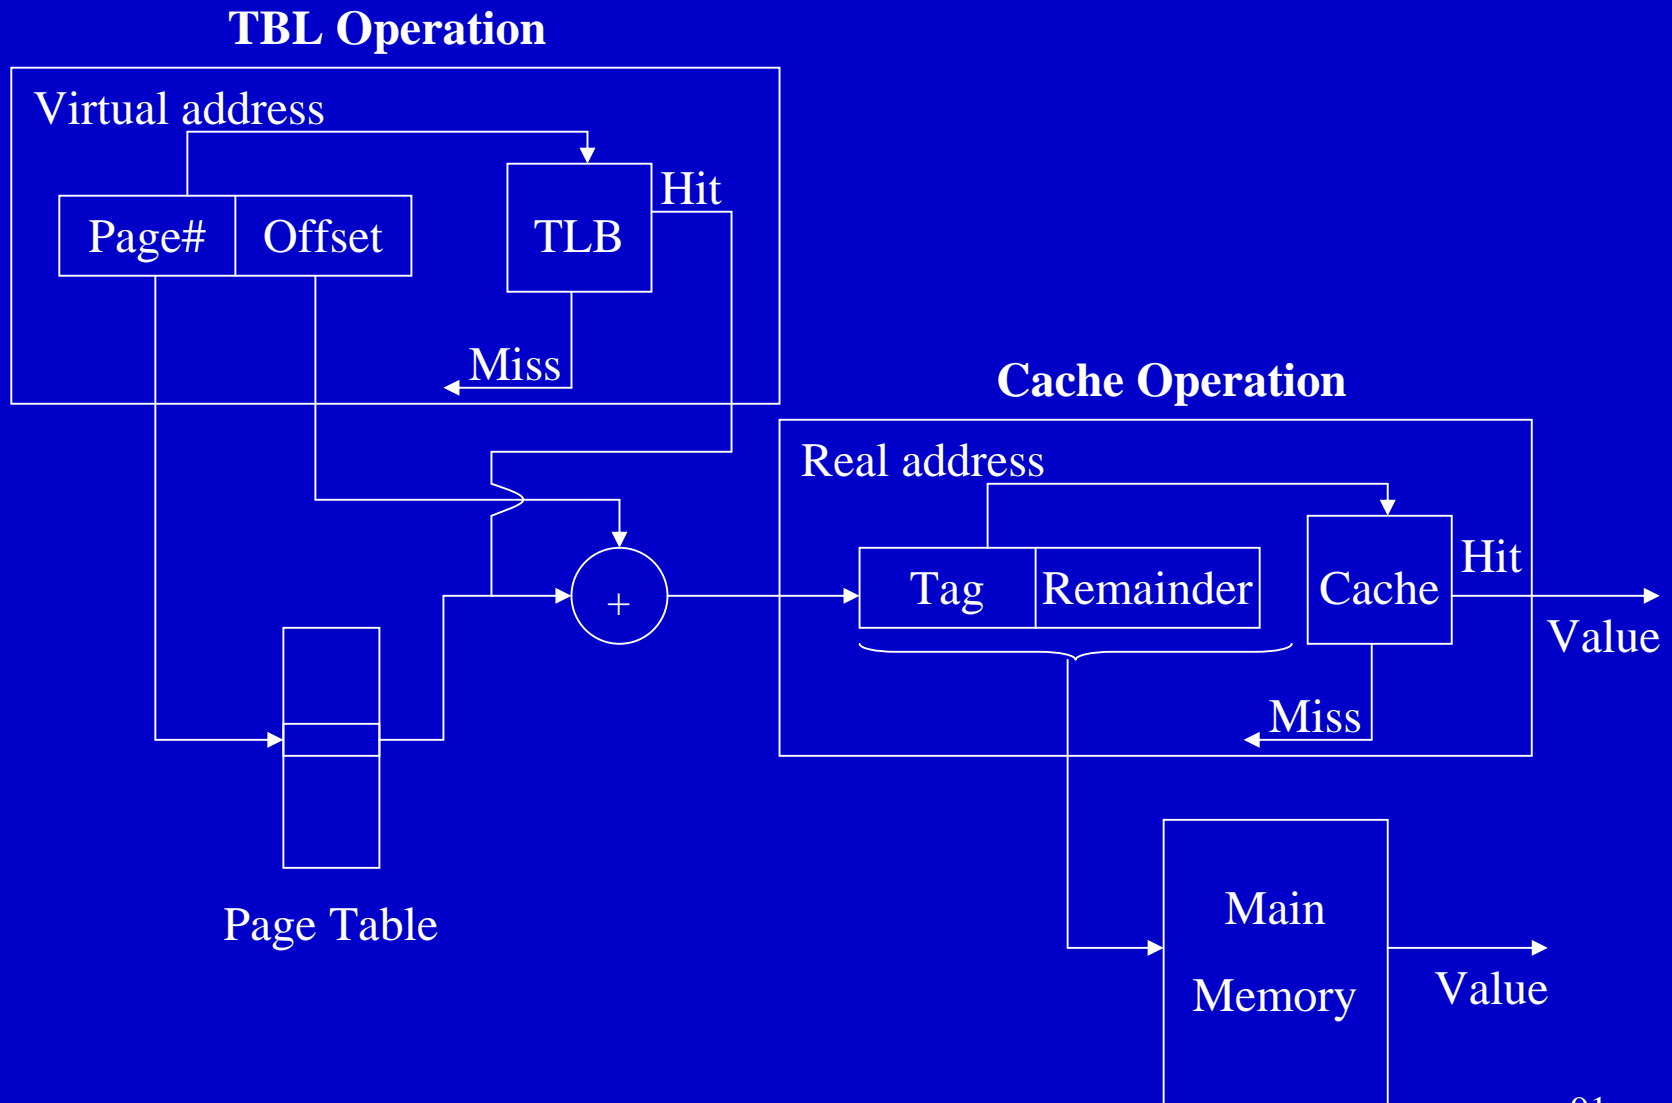 TBL Operation
Virtual address
Page#
Offset
TLB
Hit
Miss
Cache Operation
Real address
Tag
Remainder
Cache
Hit
Value
Miss
+
Page Table
Main
Memory
Value